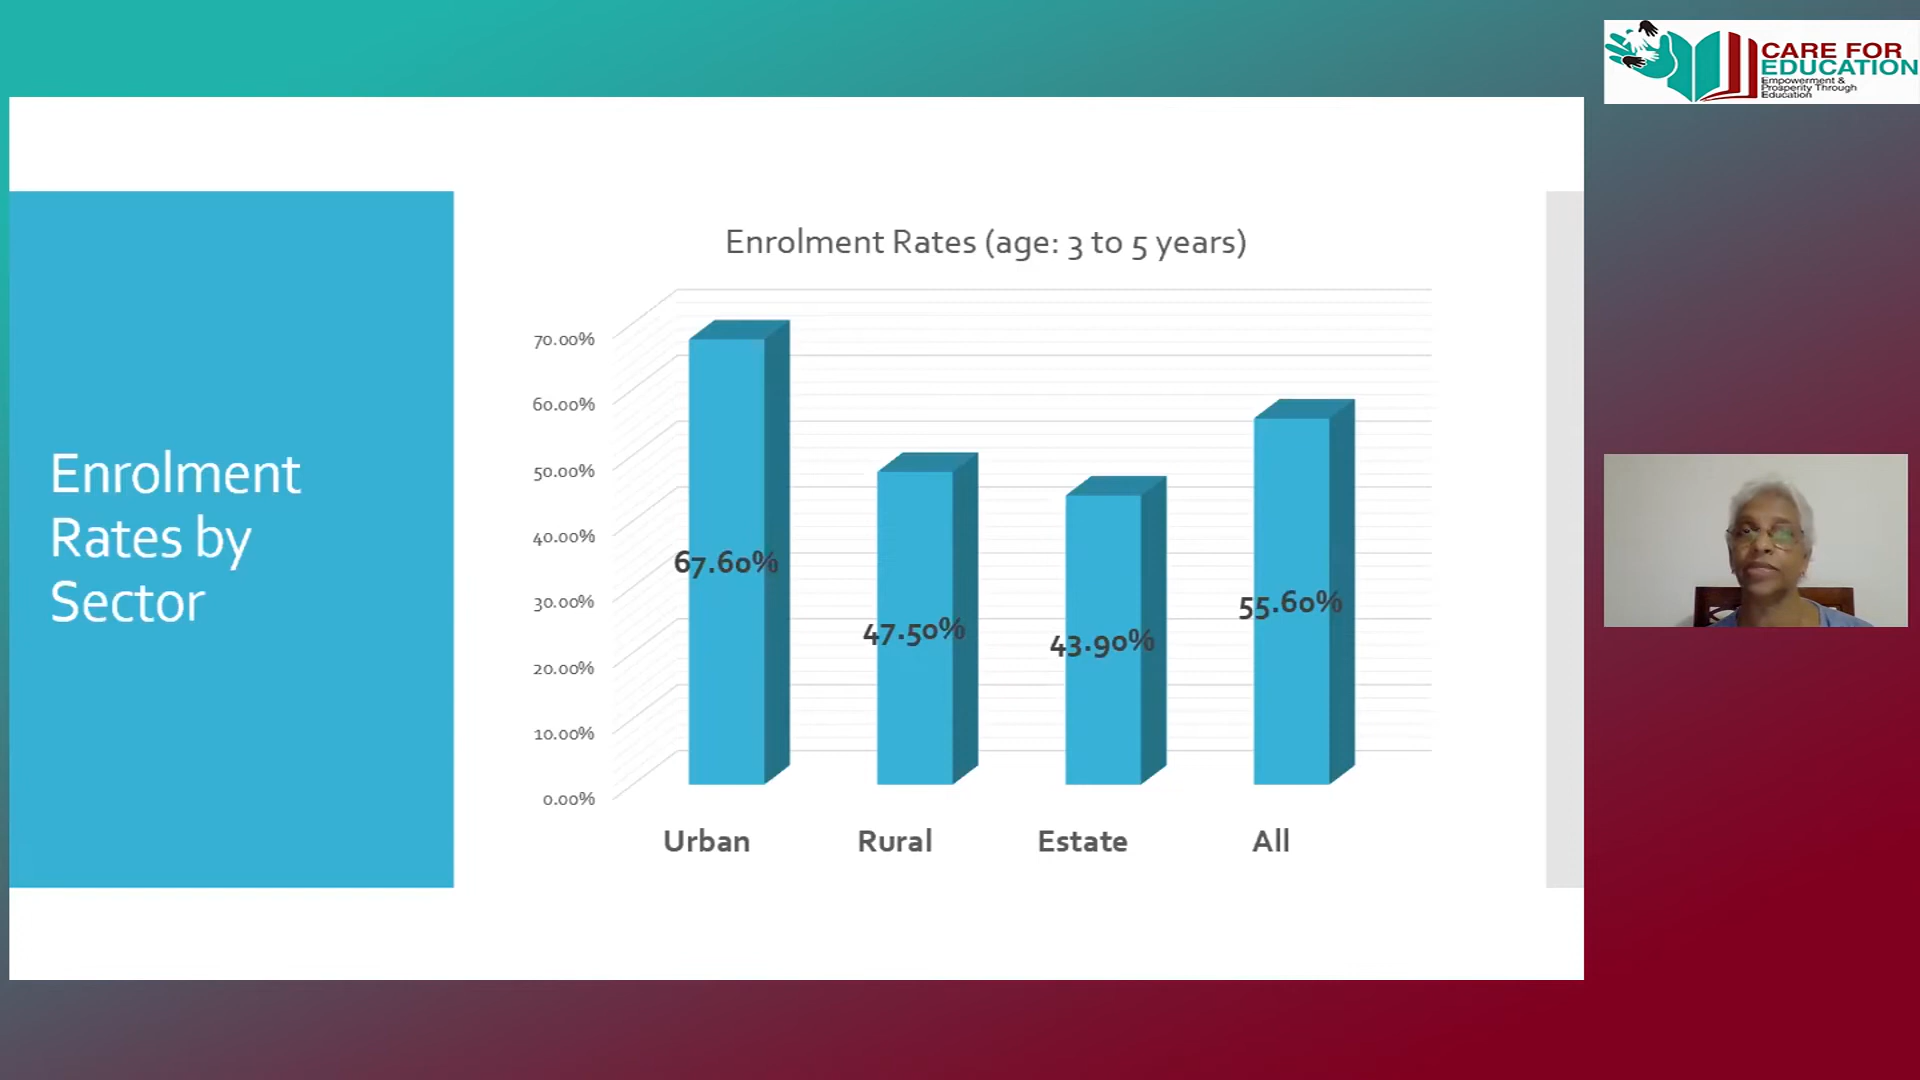 CARE FOR
EDUCATION
Empowerment &
Prosperity Through
Education
Enrolment
Rates by
Sector
Enrolment Rates (age: 3 to 5 years)
70.00%
60.00%
50.00%
40.00%
30.00%
20.00%
10.00%
0.00%
67.60%
47.50%
43.90%
55.60%
Urban
Rural
Estate
All